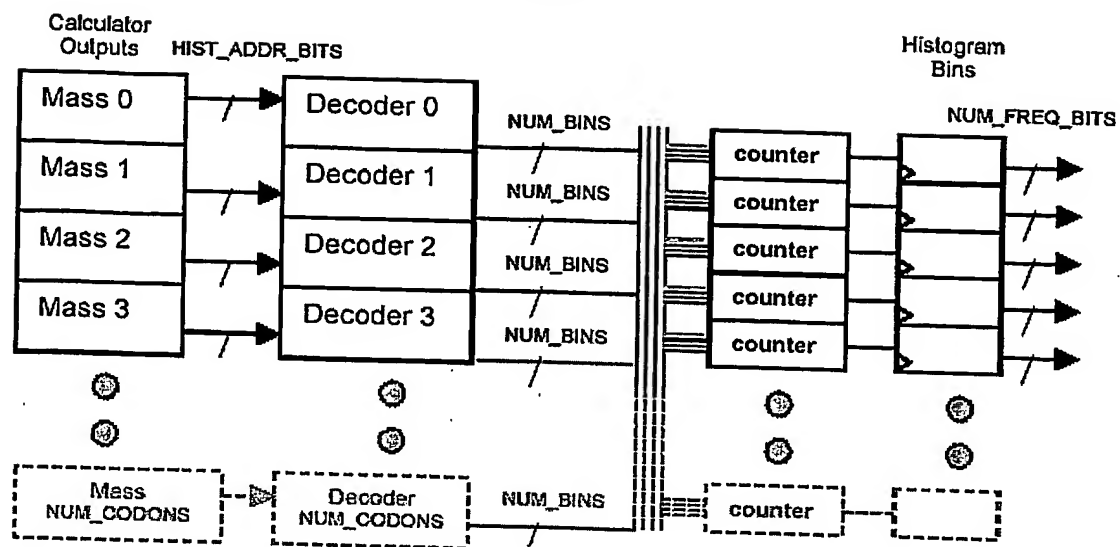 Calculator
Outputs
HIST_ADDR_BITS
Histogram
Bins
NUM_FREQ_BITS
Mass 0
Mass 1
Mass 2
Mass 3
Decoder 0
Decoder 1
Decoder 2
Decoder 3
NUM_BINS
NUM_BINS
NUM_BINS
NUM_BINS
counter
counter
counter
counter
counter
Mass
NUM_CODONS
Decoder
NUM_CODONS
NUM_BINS
counter